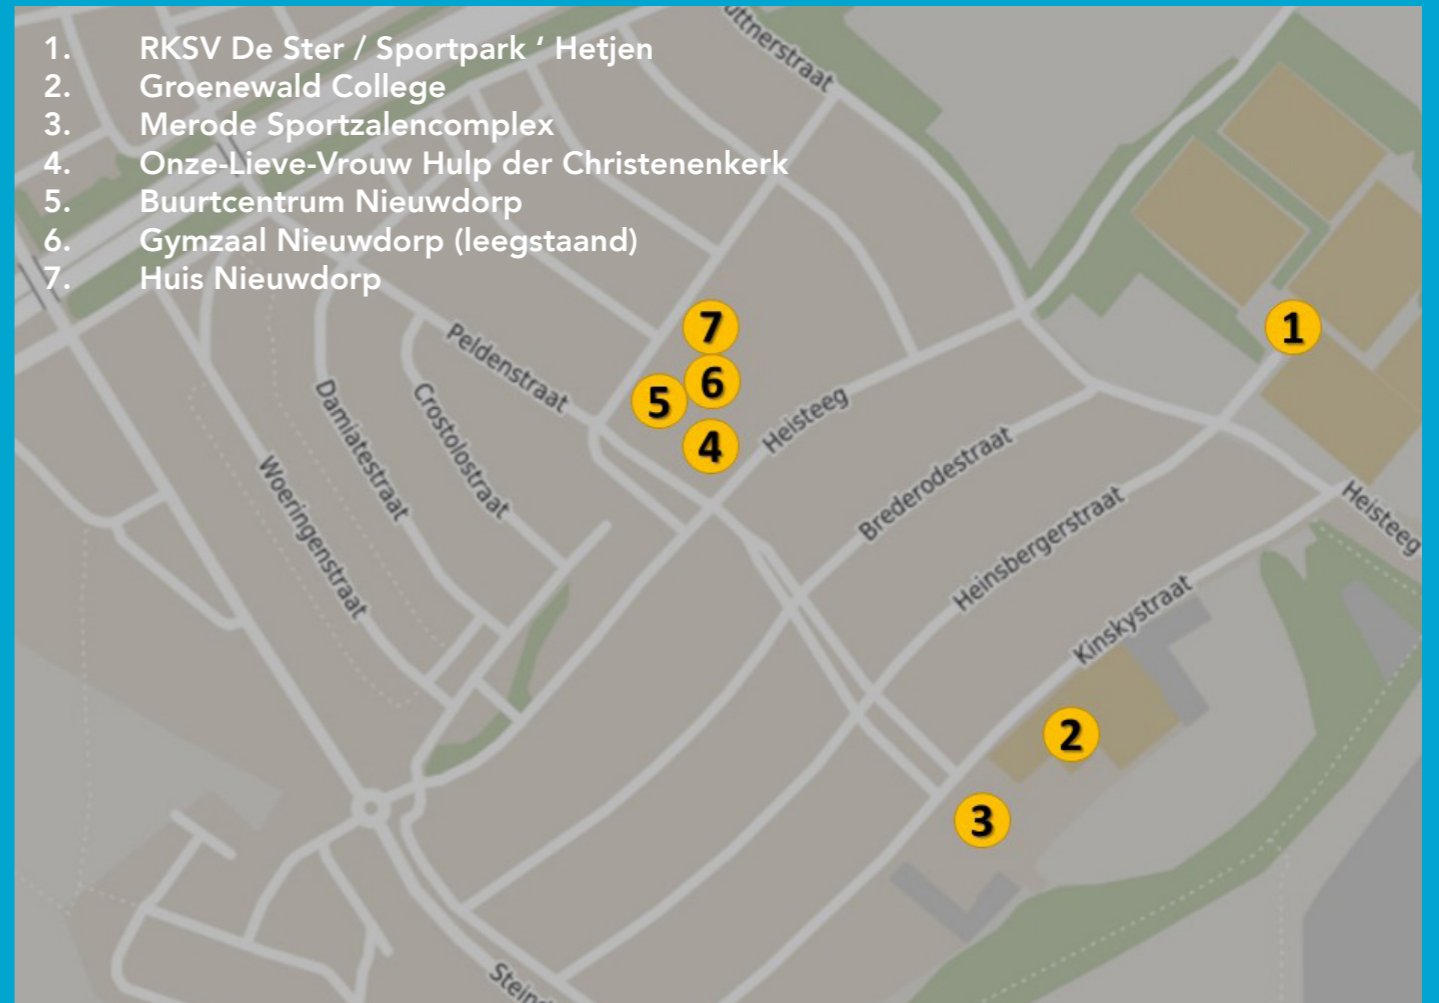 1. RKSV De Ster / Sportpark ‘ Hetjen
2. Groenewald College
3. Merode Sportzalencomplex
4. Onze-Lieve-Vrouw Hulp der Christenenkerk
5. Buurtcentrum Nieuwdorp
6. Gymzaal Nieuwdorp (leegstaand)
7. Huis Nieuwdorp
uttnerstraat
7
1
6
5
4
Peldenstraat
Heisteeg
Damiatestraat
Crostolostraat
Woeringenstraat
Brederodestraat
Heinsbergerstraat
Heisteeg
Kinskystraat
2
3
Stein